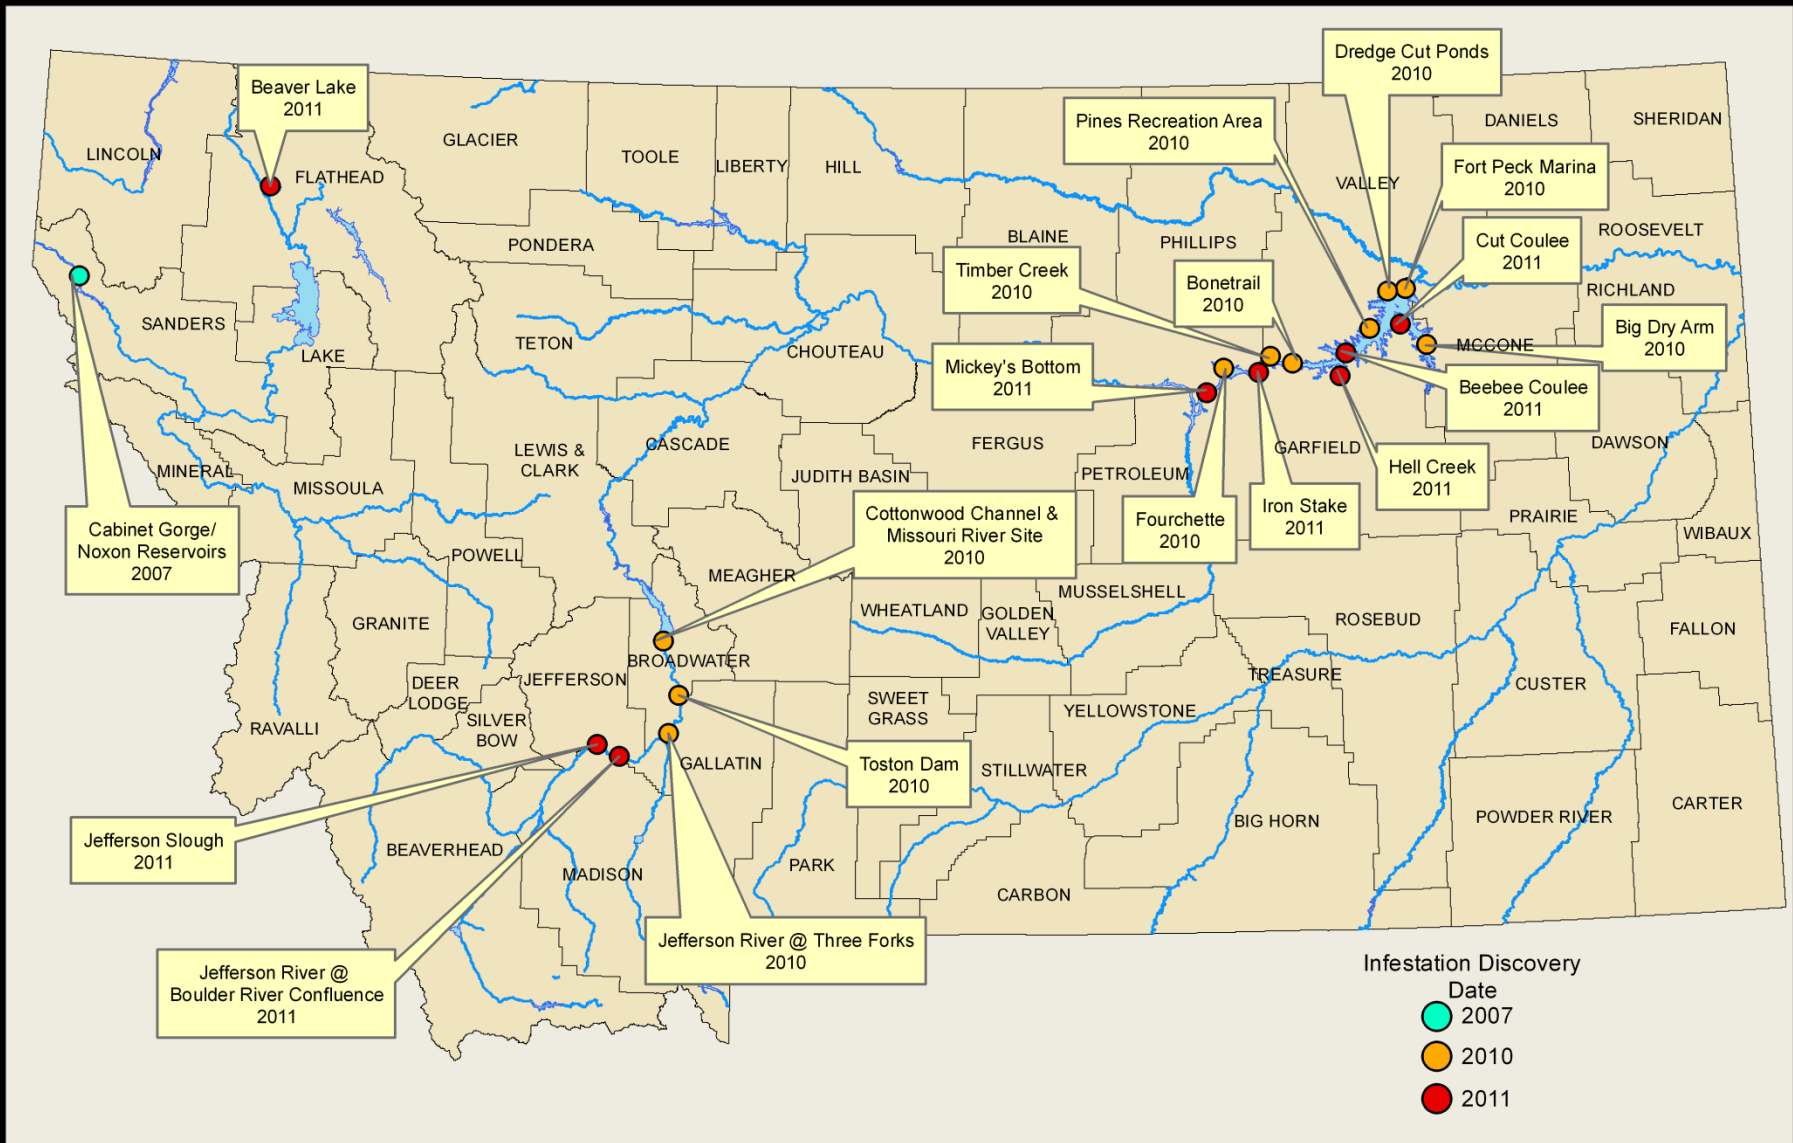 Dredge Cut Ponds
2010
Beaver Lake
2011
Pines Recreation Area
2010
DANIELS
SHERIDAN
GLACIER
LINCOLN
TOOLE
LIBERTY
HILL
Fort Peck Marina
2010
FLATHEAD
VALLEY
ROOSEVELT
BLAINE
PHILLIPS
Cut Coulee
2011
PONDERA
Timber Creek
2010
Bonetrail
2010
RICHLAND
SANDERS
Big Dry Arm
2010
TETON
CHOUTEAU
MCCONE
LAKE
Mickey's Bottom
2011
Beebee Coulee
2011
CASCADE
FERGUS
GARFIELD
DAWSON
LEWIS &
CLARK
MINERAL
MISSOULA
JUDITH BASIN
PETROLEUM
Hell Creek
2011
Cabinet Gorge/
Noxon Reservoirs
2007
Cottonwood Channel &
Missouri River Site
2010
Fourchette
2010
Iron Stake
2011
PRAIRIE
WIBAUX
POWELL
MEAGHER
MUSSELSHELL
WHEATLAND
GOLDEN
VALLEY
ROSEBUD
GRANITE
FALLON
BROADWATER
JEFFERSON
TREASURE
CUSTER
DEER
LODGE
SWEET
GRASS
YELLOWSTONE
RAVALLI
SILVER
BOW
GALLATIN
Toston Dam
2010
STILLWATER
CARTER
POWDER RIVER
BIG HORN
Jefferson Slough
2011
BEAVERHEAD
MADISON
PARK
CARBON
Jefferson River @ Three Forks
2010
Jefferson River @
Boulder River Confluence
2011
Infestation Discovery
Date
2007
2010
2011